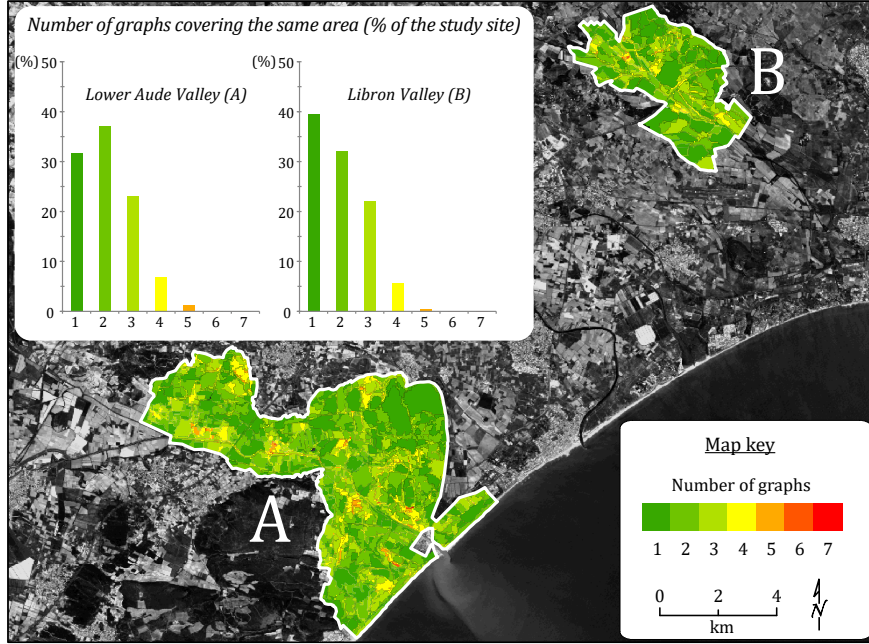 Number of graphs covering the same area (% of the study site)
(%) 50 (%) 50
Lower Aude Valley (A) Libron Valley (B)
40 40
30 30
20 20
10 10
0 0
1 2 3 4 5 6 7 1 2 3 4 5 6 7
B
A
Map key
Number of graphs
1 2 3 4 5 6 7
0 2 4
km
N